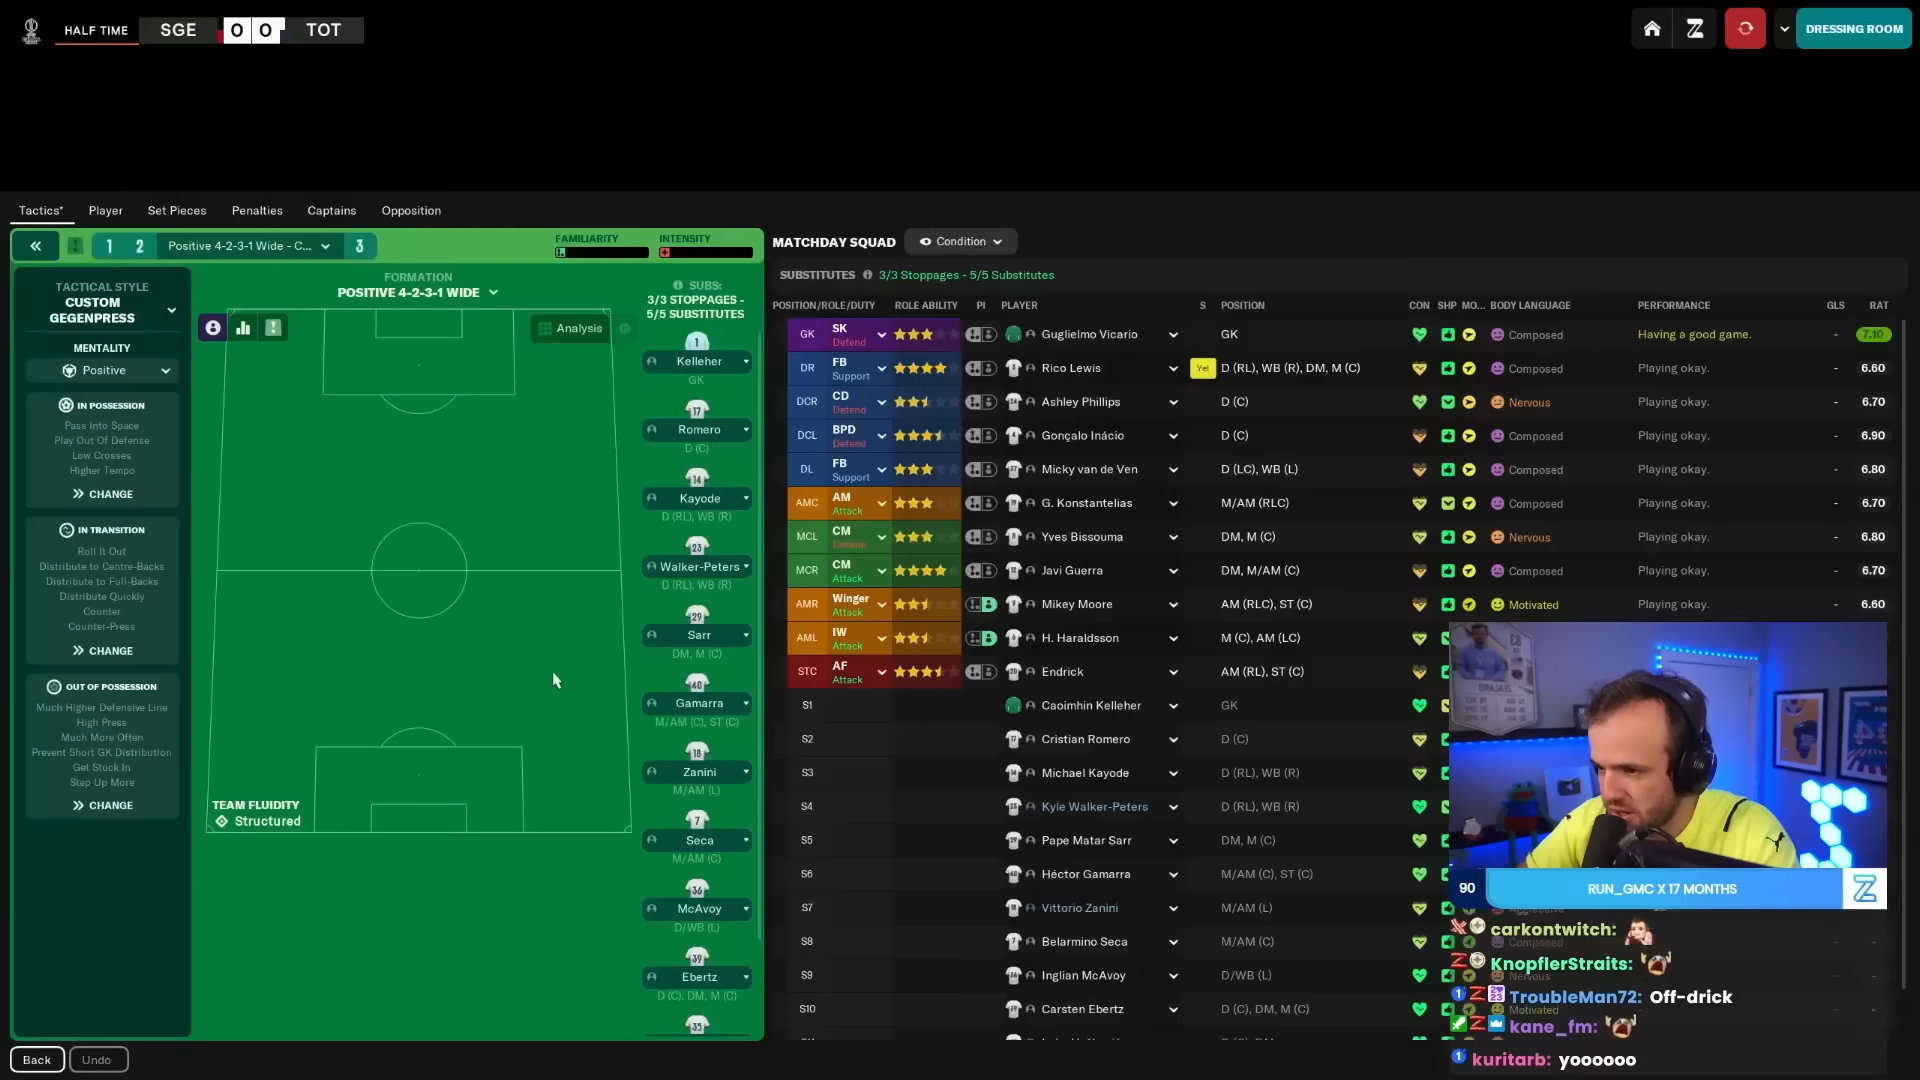 HALF TIME SGE 0 0 TOT
DRESSING ROOM
Tactics* Player Set Pieces Penalties Captains Opposition
1 2 Positive 4-2-3-1 Wide - C... 3
FAMILIARITY INTENSITY
TACTICAL STYLE
CUSTOM
GEGENPRESS
MENTALITY
Positive
IN POSSESSION
Pass Into Space
Play Out Of Defense
Low Crosses
Higher Tempo
CHANGE
IN TRANSITION
Roll It Out
Distribute to Centre-Backs
Distribute to Full-Backs
Distribute Quickly
Counter
Counter-Press
CHANGE
OUT OF POSSESSION
Much Higher Defensive Line
High Press
Much More Often
Prevent Short GK Distribution
Get Stuck In
Step Up More
CHANGE
FORMATION
POSITIVE 4-2-3-1 WIDE
Analysis
TEAM FLUIDITY
Structured
SUBS:
3/3 STOPPAGES -
5/5 SUBSTITUTES
1
Kelleher
GK
17
Romero
D (C)
14
Kayode
D (RL), WB (R)
23
Walker-Peters
D (RL), WB (R)
29
Sarr
DM, M (C)
40
Gamarra
M/AM (C), ST (C)
18
Zanini
M/AM (L)
7
Seca
M/AM (C)
36
McAvoy
D/WB (L)
39
Ebertz
D (C), DM, M (C)
35
MATCHDAY SQUAD Condition
SUBSTITUTES 3/3 Stoppages - 5/5 Substitutes
POSITION/ROLE/DUTY ROLE ABILITY PI PLAYER S POSITION CON SHP MO... BODY LANGUAGE PERFORMANCE GLS RAT
GK SK Defend Guglielmo Vicario GK Composed Having a good game. - 7.10
DR FB Support Rico Lewis Yel D (RL), WB (R), DM, M (C) Composed Playing okay. - 6.60
DCR CD Defend Ashley Phillips D (C) Nervous Playing okay. - 6.70
DCL BPD Defend Gonçalo Inácio D (C) Composed Playing okay. - 6.90
DL FB Support Micky van de Ven D (LC), WB (L) Composed Playing okay. - 6.80
AMC AM Attack G. Konstantelias M/AM (RLC) Composed Playing okay. - 6.70
MCL CM Defend Yves Bissouma DM, M (C) Nervous Playing okay. - 6.80
MCR CM Attack Javi Guerra DM, M/AM (C) Composed Playing okay. - 6.70
AMR Winger Attack Mikey Moore AM (RLC), ST (C) Motivated Playing okay. - 6.60
AML IW Attack H. Haraldsson M (C), AM (LC)
STC AF Attack Endrick AM (RL), ST (C)
S1 Caoimhin Kelleher GK
S2 Cristian Romero D (C)
S3 Michael Kayode D (RL), WB (R)
S4 Kyle Walker-Peters D (RL), WB (R)
S5 Pape Matar Sarr DM, M (C)
S6 Héctor Gamarra M/AM (C), ST (C)
S7 Vittorio Zanini M/AM (L)
S8 Belarmino Seca M/AM (C) Composed - -
S9 Inglian McAvoy D/WB (L) Nervous - -
S10 Carsten Ebertz D (C), DM, M (C) Motivated - -
90 RUN_GMC X 17 MONTHS
carkontwitch:
KnopflerStraits:
TroubleMan72: Off-drick
kane_fm:
kuritarb: yoooooo
Back Undo